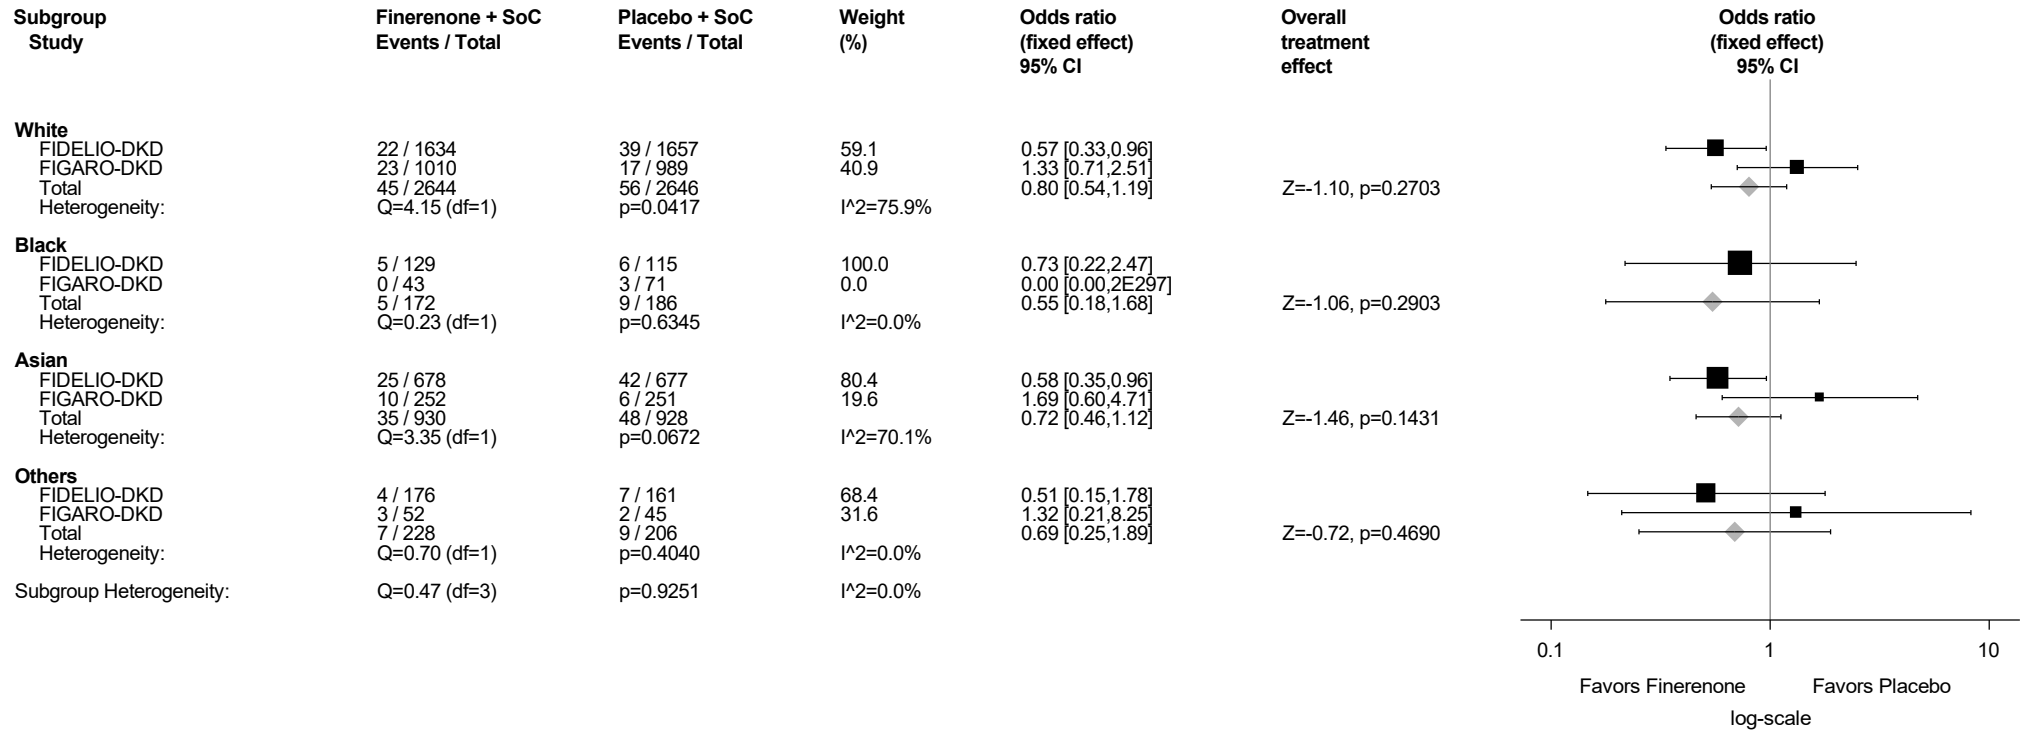 Subgroup Finerenone + SoC Placebo + SoC Weight Odds ratio Overall Odds ratio
Study Events / Total Events / Total (%) (fixed effect) treatment (fixed effect)
95% CI effect 95% CI
White
FIDELIO-DKD 22 / 1634 39 / 1657 59.1 0.57 [0.33,0.96]
FIGARO-DKD 23 / 1010 17 / 989 40.9 1.33 [0.71,2.51]
Total 45 / 2644 56 / 2646 0.80 [0.54,1.19] Z=-1.10, p=0.2703
Heterogeneity: Q=4.15 (df=1) p=0.0417 I^2=75.9%
Black
FIDELIO-DKD 5 / 129 6 / 115 100.0 0.73 [0.22,2.47]
FIGARO-DKD 0 / 43 3 / 71 0.0 0.00 [0.00,2E297]
Total 5 / 172 9 / 186 0.55 [0.18,1.68] Z=-1.06, p=0.2903
Heterogeneity: Q=0.23 (df=1) p=0.6345 I^2=0.0%
Asian
FIDELIO-DKD 25 / 678 42 / 677 80.4 0.58 [0.35,0.96]
FIGARO-DKD 10 / 252 6 / 251 19.6 1.69 [0.60,4.71]
Total 35 / 930 48 / 928 0.72 [0.46,1.12] Z=-1.46, p=0.1431
Heterogeneity: Q=3.35 (df=1) p=0.0672 I^2=70.1%
Others
FIDELIO-DKD 4 / 176 7 / 161 68.4 0.51 [0.15,1.78]
FIGARO-DKD 3 / 52 2 / 45 31.6 1.32 [0.21,8.25]
Total 7 / 228 9 / 206 0.69 [0.25,1.89] Z=-0.72, p=0.4690
Heterogeneity: Q=0.70 (df=1) p=0.4040 I^2=0.0%
Subgroup Heterogeneity: Q=0.47 (df=3) p=0.9251 I^2=0.0%
0.1 1 10
Favors Finerenone Favors Placebo
log-scale